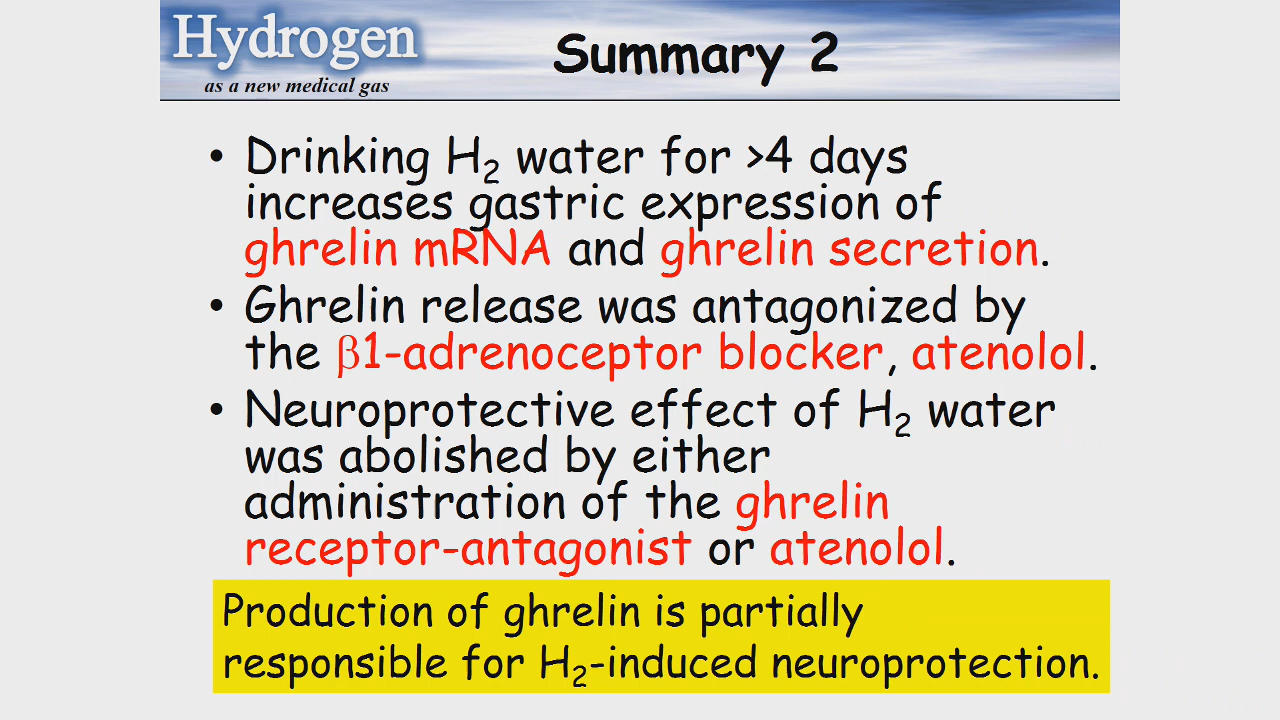 Hydrogen
as a new medical gas
Summary 2
• Drinking H₂ water for >4 days
increases gastric expression of
ghrelin mRNA and ghrelin secretion.
• Ghrelin release was antagonized by
the β1-adrenoceptor blocker, atenolol.
• Neuroprotective effect of H₂ water
was abolished by either
administration of the ghrelin
receptor-antagonist or atenolol.
Production of ghrelin is partially
responsible for H₂-induced neuroprotection.